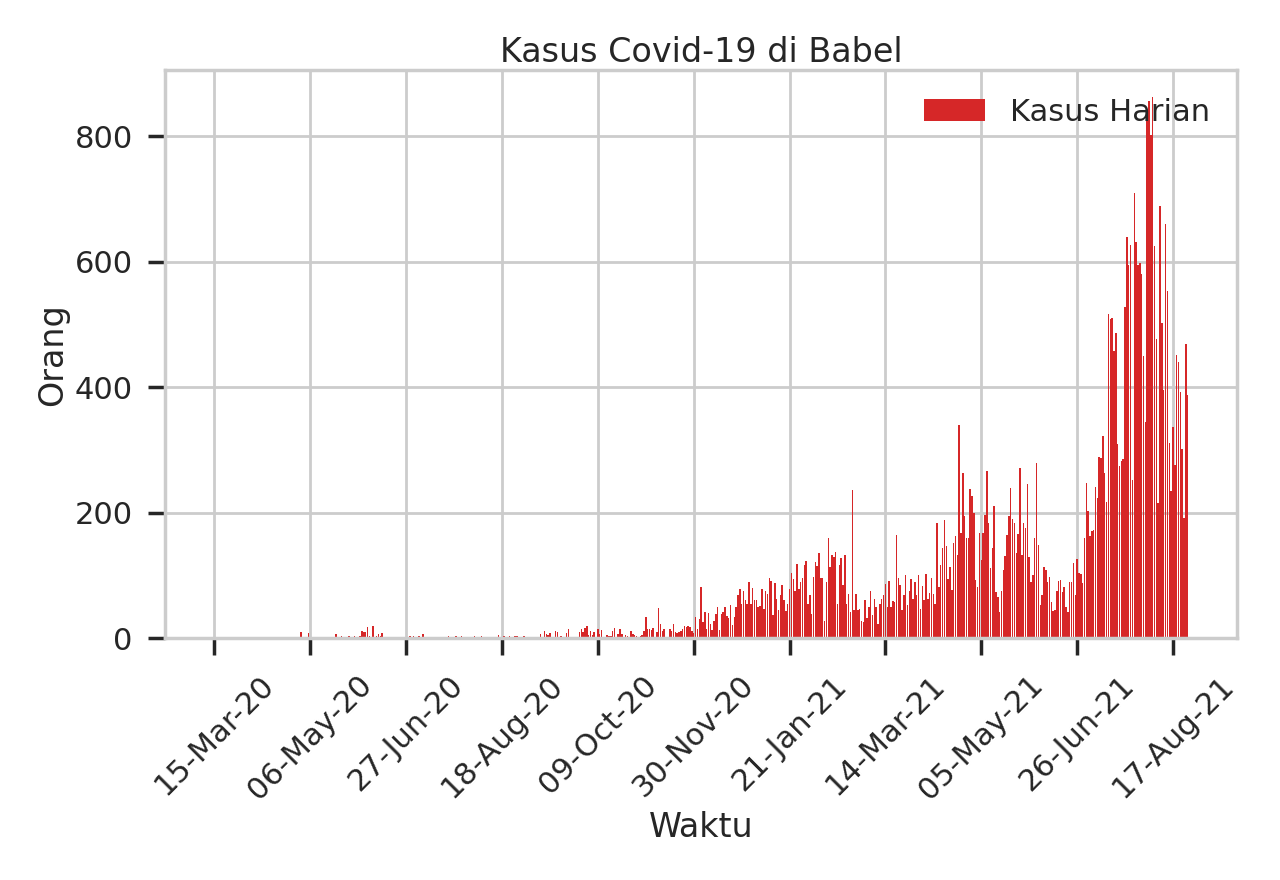 Kasus Covid-19 di Babel
Kasus Harian
Orang
800
600
400
200
0
15-Mar-20
06-May-20
27-Jun-20
18-Aug-20
09-Oct-20
30-Nov-20
21-Jan-21
14-Mar-21
05-May-21
26-Jun-21
17-Aug-21
Waktu